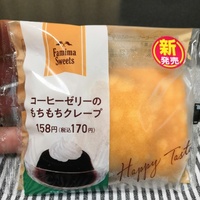 Famima
Sweets
新
発売
コーヒーゼリーの
もちもちクレープ
158円(税込170円)
Happy Tast